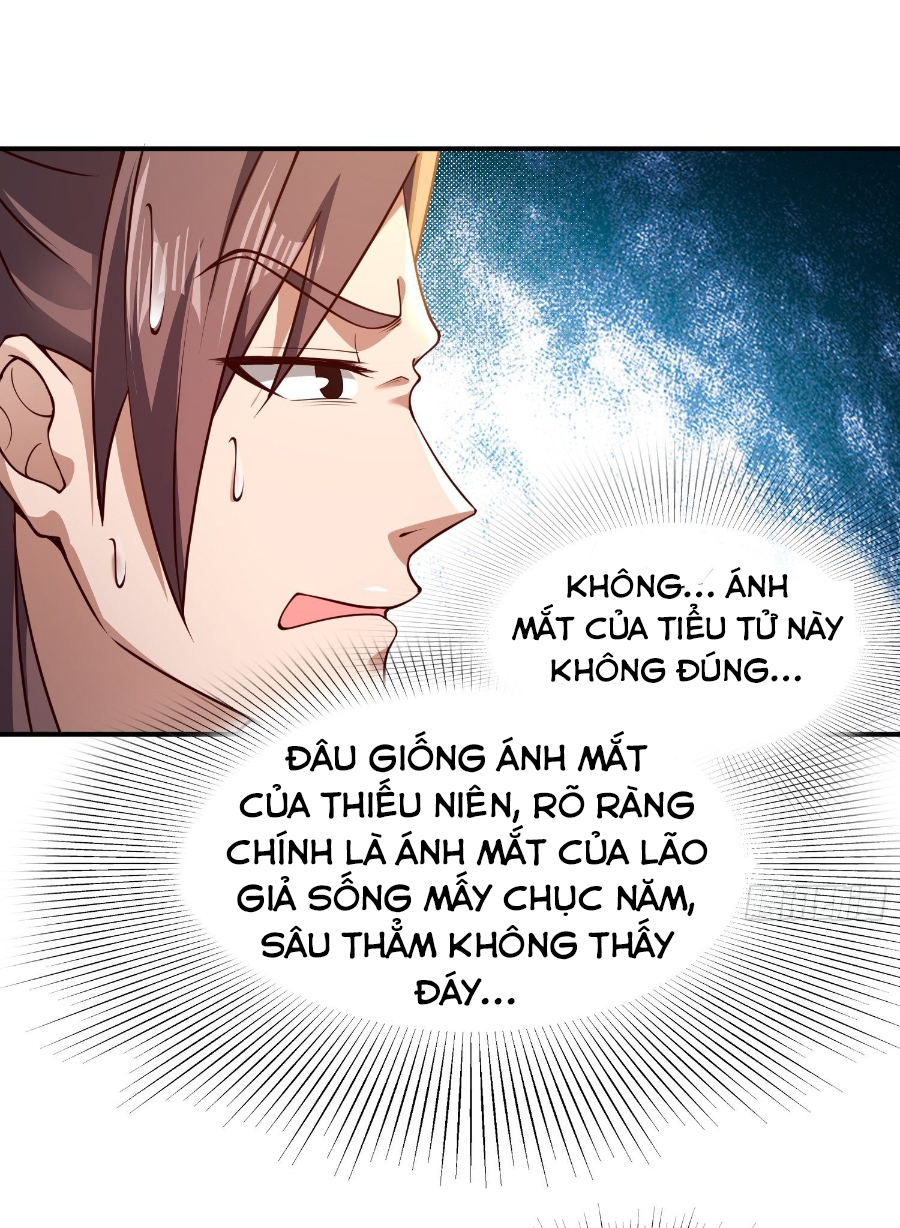 KHÔNG... ÁNH
MẮT CỦA TIỂU TỬ NÀY
KHÔNG ĐÚNG...
ĐÂU GIỐNG ÁNH MẮT
CỦA THIẾU NIÊN, RÕ RÀNG
CHÍNH LÀ ÁNH MẮT CỦA LÃO
GIẢ SỐNG MẤY CHỤC NĂM,
SÂU THẲM KHÔNG THẤY
ĐÁY...